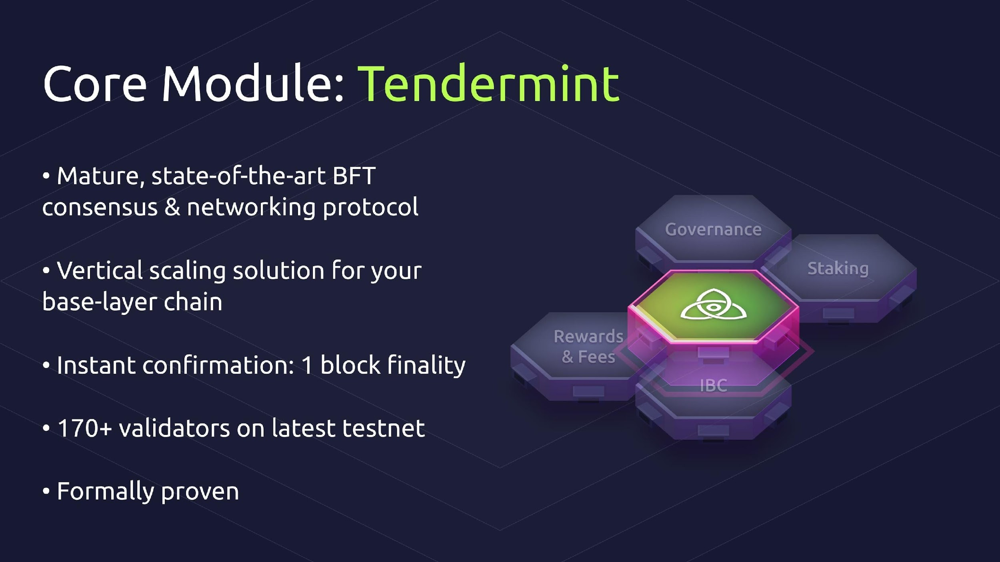 Core Module: Tendermint
• Mature, state-of-the-art BFT
consensus & networking protocol
• Vertical scaling solution for your
base-layer chain
• Instant confirmation: 1 block finality
• 170+ validators on latest testnet
• Formally proven
Governance
Staking
Rewards
& Fees
IBC